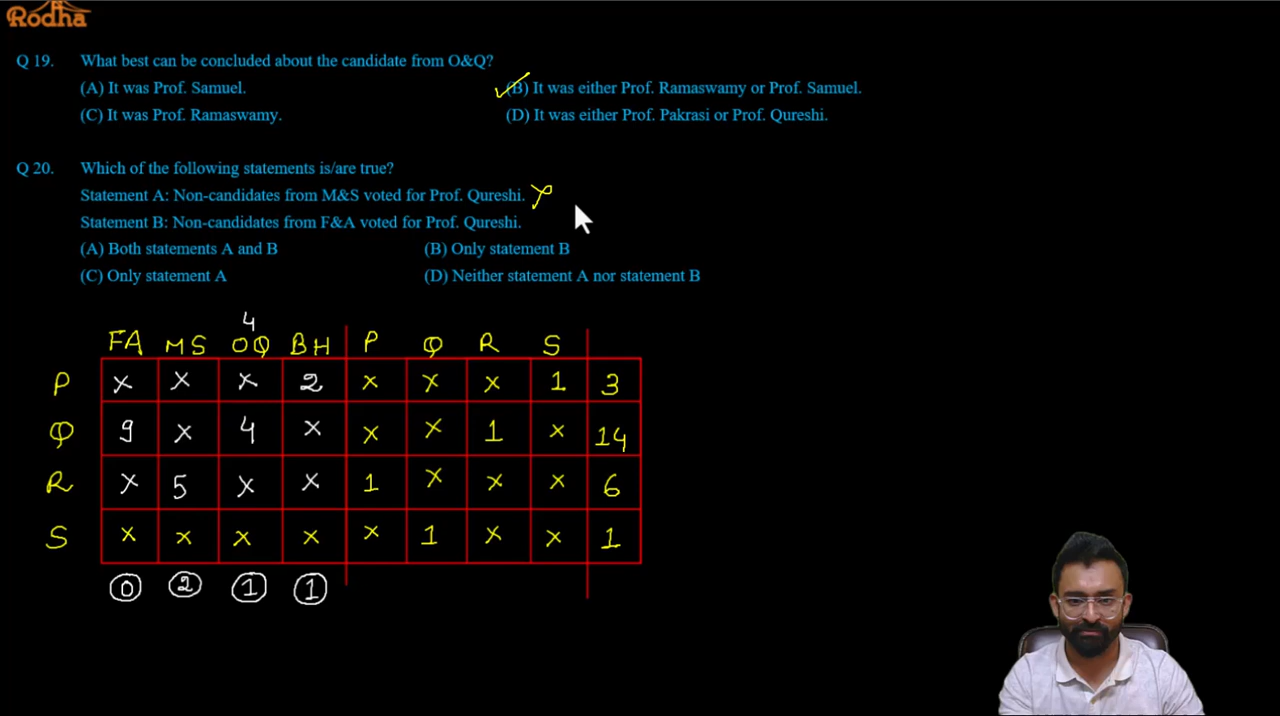 Rodha
Q 19. What best can be concluded about the candidate from O&Q?
(A) It was Prof. Samuel. (B) It was either Prof. Ramaswamy or Prof. Samuel.
(C) It was Prof. Ramaswamy. (D) It was either Prof. Pakrasi or Prof. Qureshi.
Q 20. Which of the following statements is/are true?
Statement A: Non-candidates from M&S voted for Prof. Qureshi.
Statement B: Non-candidates from F&A voted for Prof. Qureshi.
(A) Both statements A and B (B) Only statement B
(C) Only statement A (D) Neither statement A nor statement B
4
FA MS OQ BH P Q R S
P x x x 2 x x x 1 3
Q 9 x 4 x x x 1 x 14
R x 5 x x 1 x x x 6
S x x x x x 1 x x 1
0 2 1 1